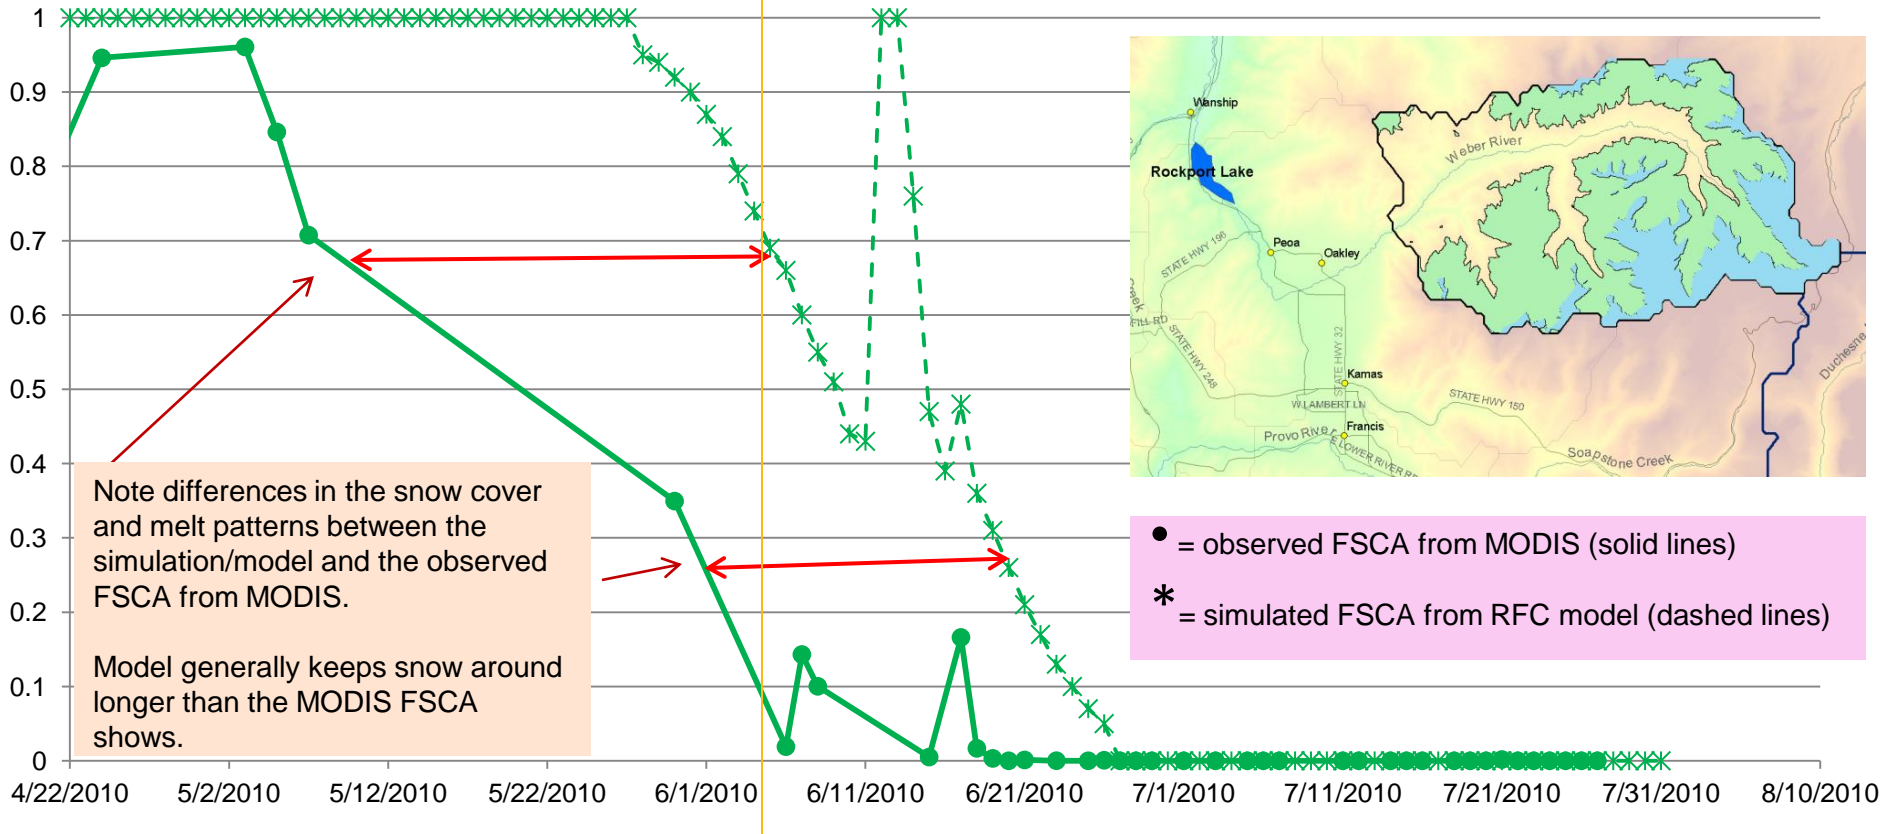 1
0.9
0.8
0.7
0.6
0.5
0.4
0.3
0.2
0.1
0
4/22/2010
5/2/2010
5/12/2010
5/22/2010
6/1/2010
6/11/2010
6/21/2010
7/1/2010
7/11/2010
7/21/2010
7/31/2010
8/10/2010
Note differences in the snow cover
and melt patterns between the
simulation/model and the observed
FSCA from MODIS.
Model generally keeps snow around
longer than the MODIS FSCA
shows.
Wanship
Rockport Lake
Weber River
STATE HWY 196
Peoa
Oakley
STATE HWY 248
STATE HWY 32
Kamas
W LAMBERT LN
STATE HWY 150
Francis
Provo River
Soapstone Creek
Duchesne
E LOWER RIVER RD
FILL RD
● = observed FSCA from MODIS (solid lines)
* = simulated FSCA from RFC model (dashed lines)